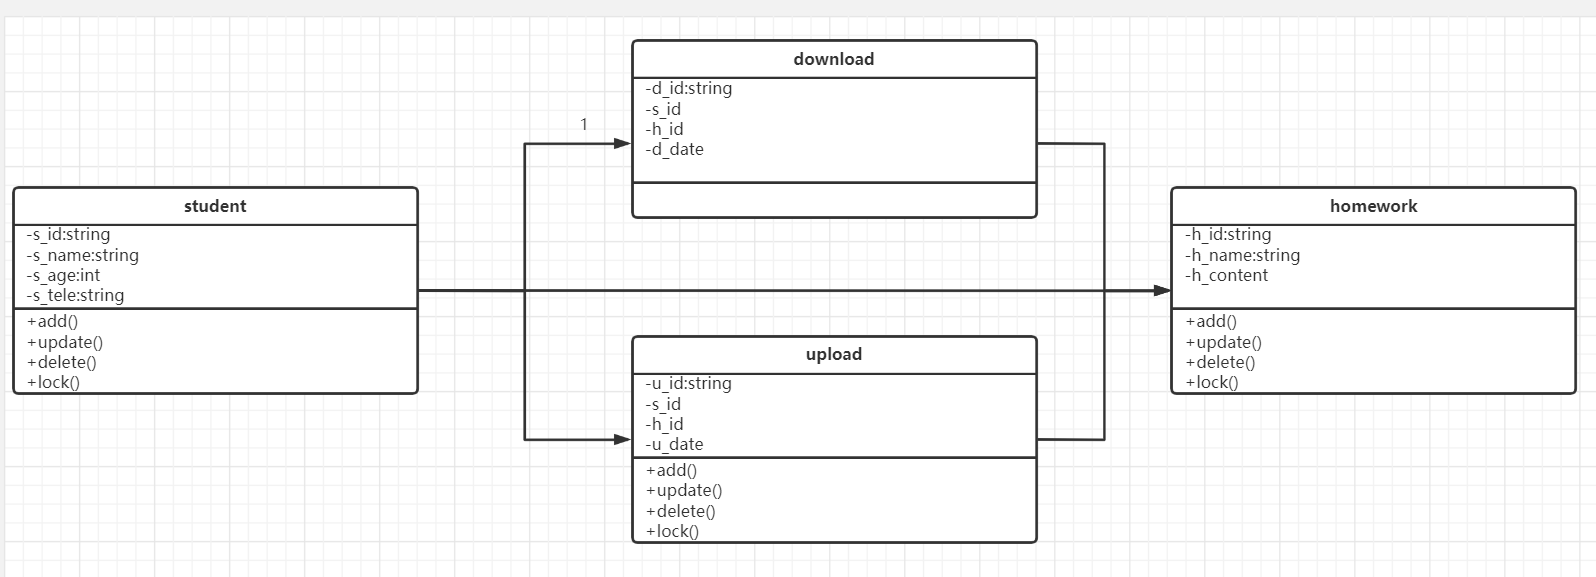 download
-d_id:string
-s_id
-h_id
-d_date
1
student
-s_id:string
-s_name:string
-s_age:int
-s_tele:string
+add()
+update()
+delete()
+lock()
homework
-h_id:string
-h_name:string
-h_content
+add()
+update()
+delete()
+lock()
upload
-u_id:string
-s_id
-h_id
-u_date
+add()
+update()
+delete()
+lock()